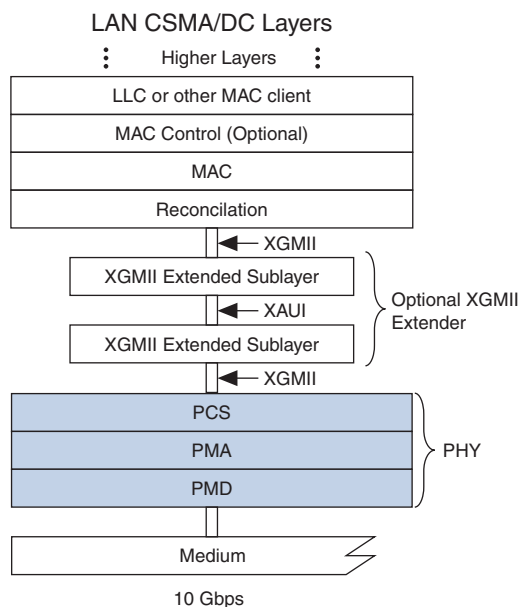 LAN CSMA/DC Layers
Higher Layers
LLC or other MAC client
MAC Control (Optional)
MAC
Reconcilation
XGMII
XGMII Extended Sublayer
XAUI
Optional XGMII
Extender
XGMII Extended Sublayer
XGMII
PCS
PMA
PHY
PMD
Medium
10 Gbps